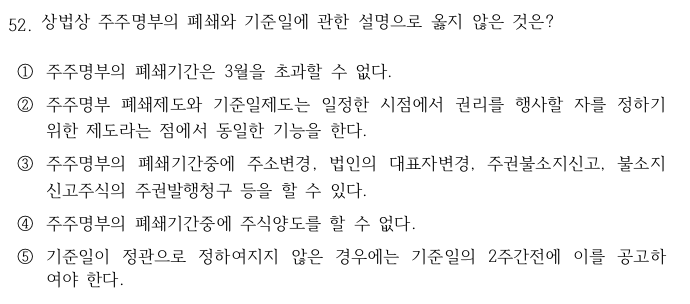 52. 상법상 주주명부의 폐쇄와 기준일에 관한 설명으로 옳지 않은 것은?
① 주주명부의 폐쇄기간은 3월을 초과할 수 없다.
② 주주명부 폐쇄제도와 기준일제도는 일정한 시점에서 권리를 행사할 자를 정하기
위한 제도라는 점에서 동일한 기능을 한다.
③ 주주명부의 폐쇄기간중에 주소변경, 법인의 대표자변경, 주권불소지신고, 불소지
신고주식의 주권발행청구 등을 할 수 있다.
④ 주주명부의 폐쇄기간중에 주식양도를 할 수 없다.
⑤ 기준일이 정관으로 정하여지지 않은 경우에는 기준일의 2주간전에 이를 공고하
여야 한다.